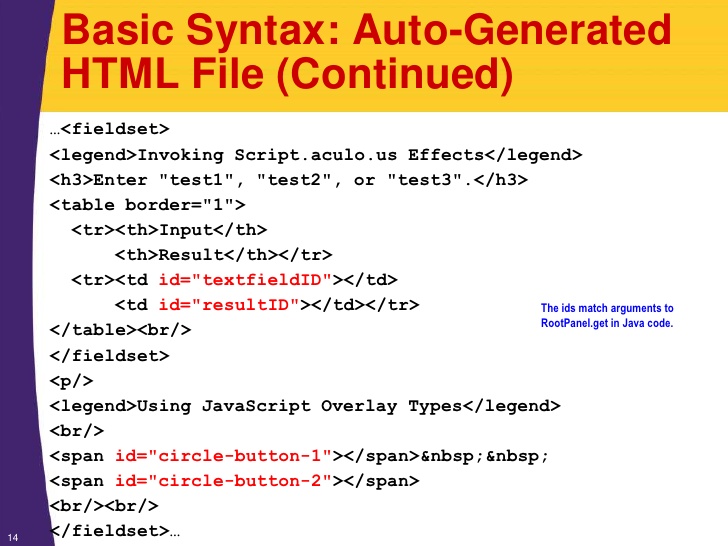 Basic Syntax: Auto-Generated
HTML File (Continued)
…<fieldset>
<legend>Invoking Script.aculo.us Effects</legend>
<h3>Enter "test1", "test2", or "test3".</h3>
<table border="1">
  <tr><th>Input</th>
      <th>Result</th></tr>
  <tr><td id="textfieldID"></td>
      <td id="resultID"></td></tr>
The ids match arguments to
RootPanel.get in Java code.
</table><br/>
</fieldset>
<p/>
<legend>Using JavaScript Overlay Types</legend>
<br/>
<span id="circle-button-1"></span>&nbsp;&nbsp;
<span id="circle-button-2"></span>
<br/><br/>
</fieldset>…
14